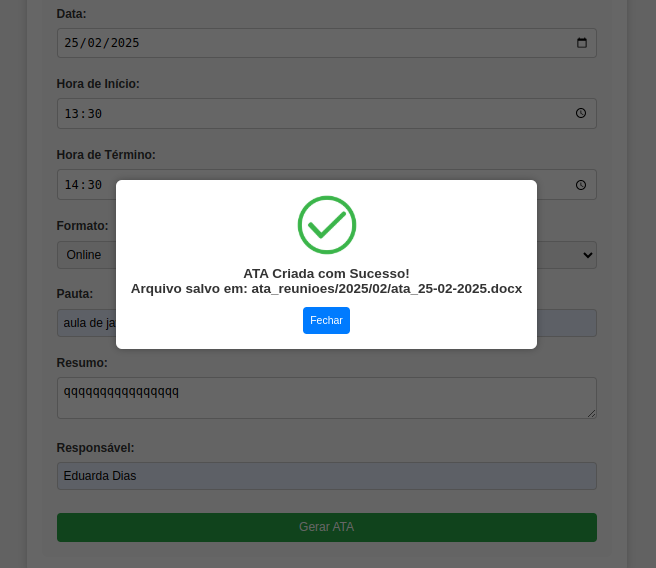 Data:
25/02/2025
Hora de Início:
13:30
Hora de Término:
14:30
Formato:
Online
Pauta:
aula de ja
ATA Criada com Sucesso!
Arquivo salvo em: ata_reunioes/2025/02/ata_25-02-2025.docx
Fechar
Resumo:
qqqqqqqqqqqqqqqq
Responsável:
Eduarda Dias
Gerar ATA